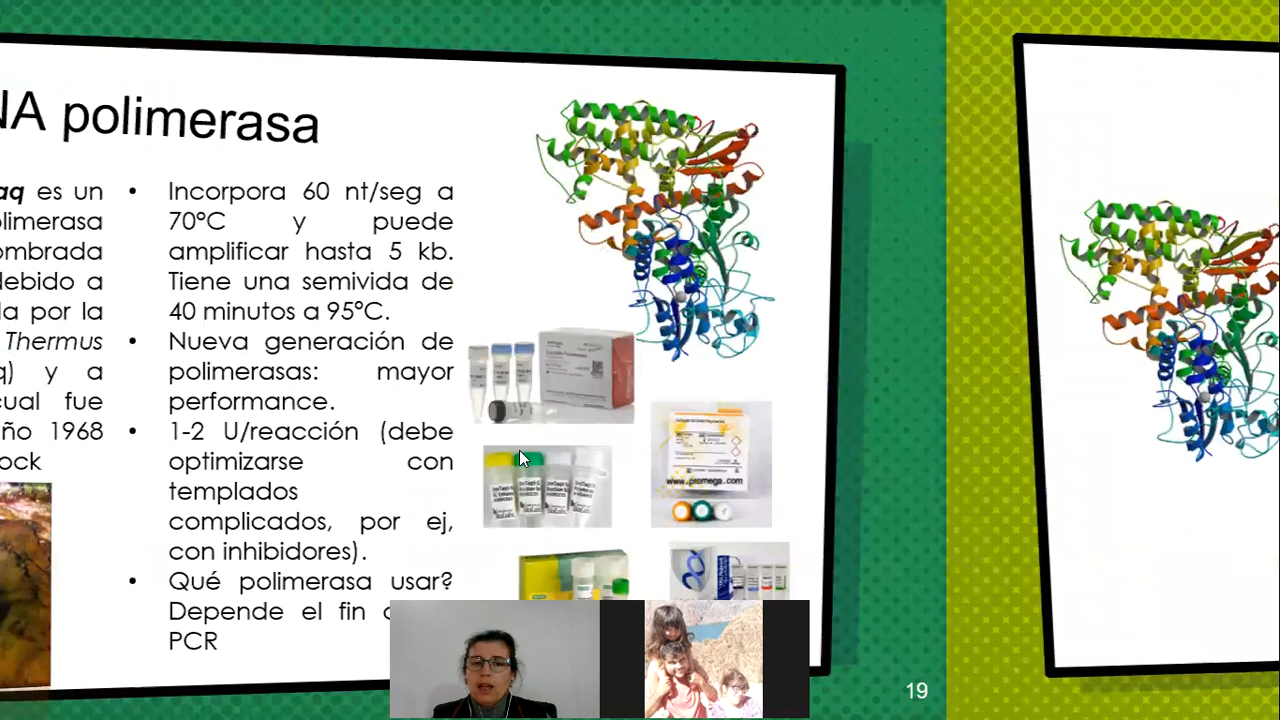 NA polimerasa
aq es un
olimerasa
ombrada
debido a
la por la
Thermus
q) y a
cual fue
ño 1968
ock
• Incorpora 60 nt/seg a
70°C y puede
amplificar hasta 5 kb.
Tiene una semivida de
40 minutos a 95°C.
• Nueva generación de
polimerasas: mayor
performance.
• 1-2 U/reacción (debe
optimizarse con
templados
complicados, por ej,
con inhibidores).
• Qué polimerasa usar?
Depende el fin
PCR
www.promega.com
19